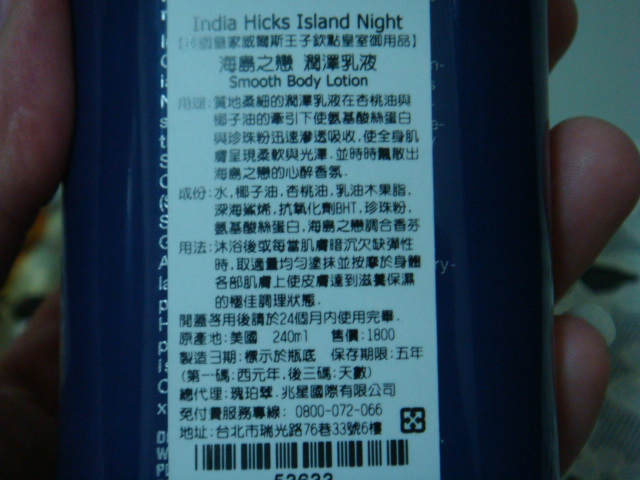 India Hicks Island Night
【英國皇家威爾斯王子欽點皇室御用品】
海島之戀 潤澤乳液
Smooth Body Lotion
用途:質地柔細的潤澤乳液在杏桃油與
椰子油的牽引下使氨基酸絲蛋白
與珍珠粉迅速滲透吸收,使全身肌
膚呈現柔軟與光澤.並時時飄散出
海島之戀的心醉香氛.
成份:水,椰子油,杏桃油,乳油木果脂,
深海鯊烯,抗氧化劑BHT,珍珠粉,
氨基酸絲蛋白,海島之戀調合香芬
用法:沐浴後或每當肌膚暗沉欠缺彈性
時,取適量均勻塗抹並按摩於身體
各部肌膚上使皮膚達到滋養保濕
的極佳調理狀態.
開蓋各用後請於24個月內使用完畢.
原產地:美國 240ml 售價:1800
製造日期:標示於瓶底 保存期限:五年
(第一碼:西元年,後三碼:天數)
總代理:瑰珀翠.兆星國際有限公司
免付費服務專線: 0800-072-066
地址:台北市瑞光路76巷33號6樓
52633